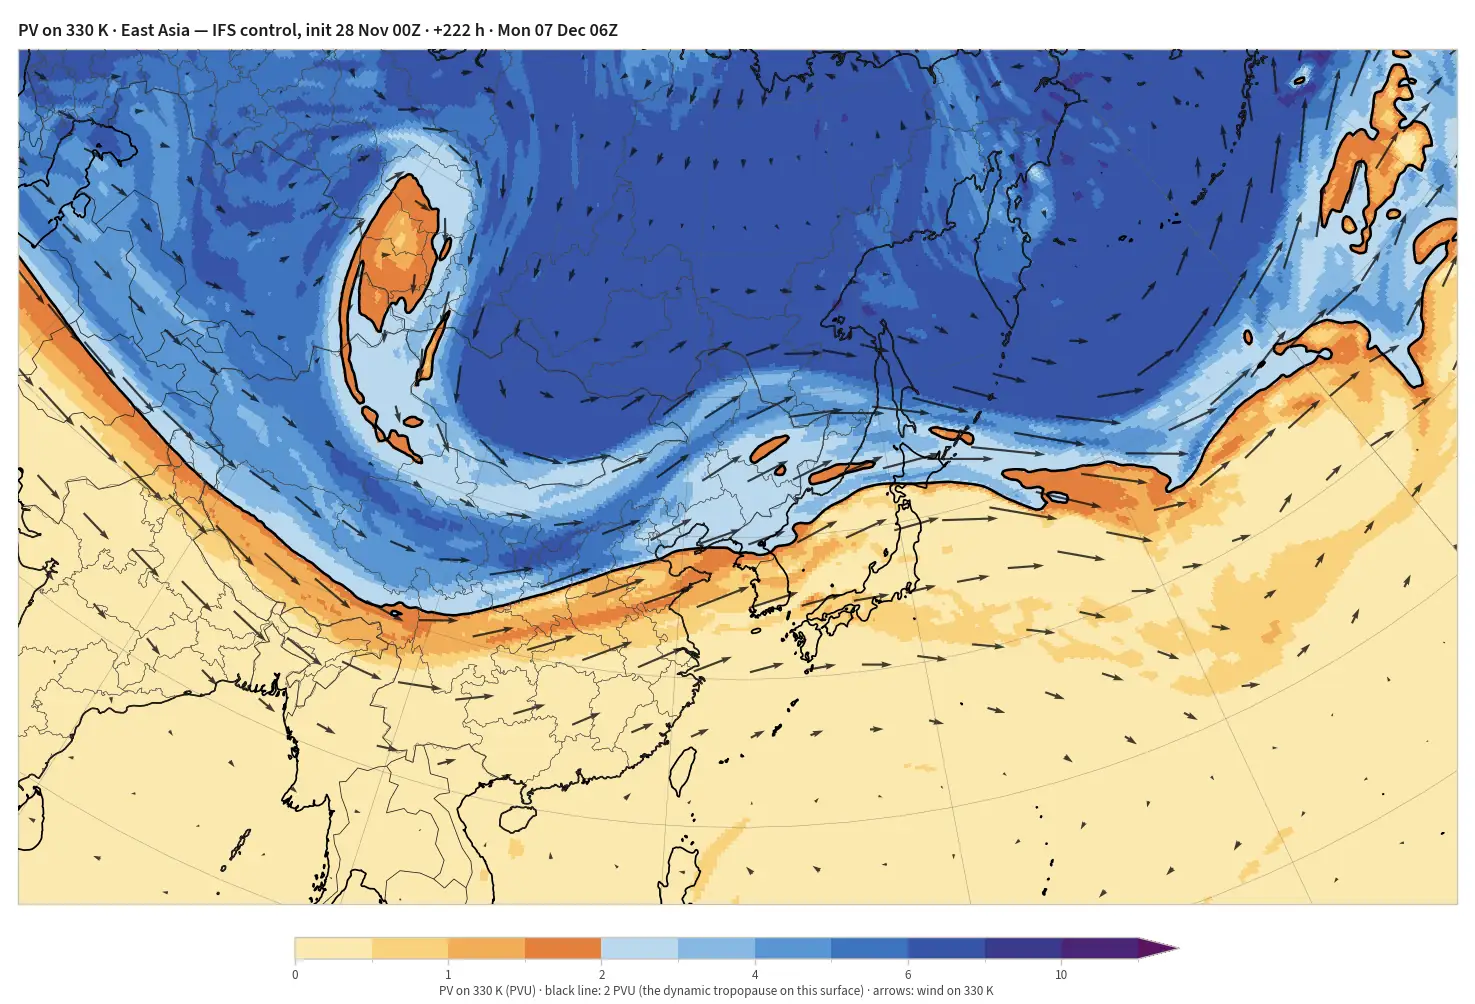 PV on 330 K · East Asia — IFS control, init 28 Nov 00Z · +222 h · Mon 07 Dec 06Z
0 1 2 4 6 10
PV on 330 K (PVU) · black line: 2 PVU (the dynamic tropopause on this surface) · arrows: wind on 330 K